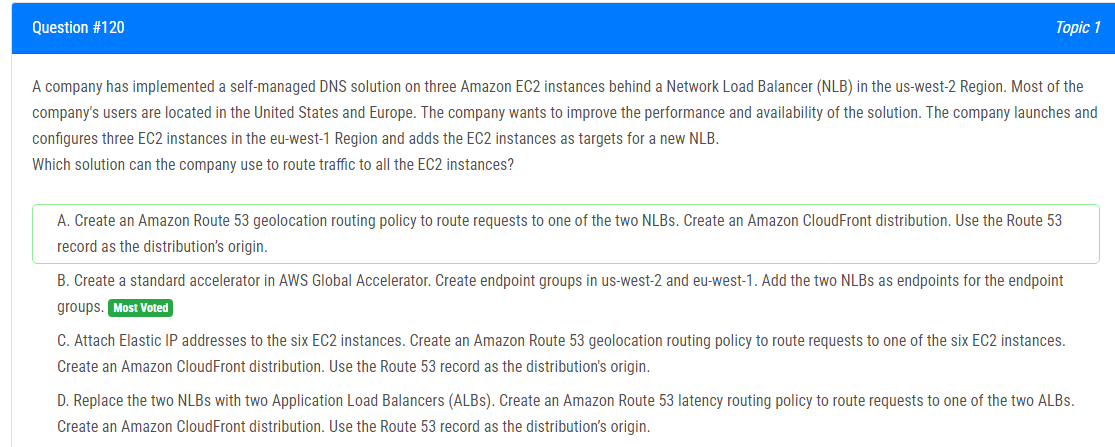 Question #120
Topic 1
A company has implemented a self-managed DNS solution on three Amazon EC2 instances behind a Network Load Balancer (NLB) in the us-west-2 Region. Most of the
company's users are located in the United States and Europe. The company wants to improve the performance and availability of the solution. The company launches and
configures three EC2 instances in the eu-west-1 Region and adds the EC2 instances as targets for a new NLB.
Which solution can the company use to route traffic to all the EC2 instances?
A. Create an Amazon Route 53 geolocation routing policy to route requests to one of the two NLBs. Create an Amazon CloudFront distribution. Use the Route 53
record as the distribution’s origin.
B. Create a standard accelerator in AWS Global Accelerator. Create endpoint groups in us-west-2 and eu-west-1. Add the two NLBs as endpoints for the endpoint
groups. Most Voted
C. Attach Elastic IP addresses to the six EC2 instances. Create an Amazon Route 53 geolocation routing policy to route requests to one of the six EC2 instances.
Create an Amazon CloudFront distribution. Use the Route 53 record as the distribution's origin.
D. Replace the two NLBs with two Application Load Balancers (ALBs). Create an Amazon Route 53 latency routing policy to route requests to one of the two ALBs.
Create an Amazon CloudFront distribution. Use the Route 53 record as the distribution’s origin.